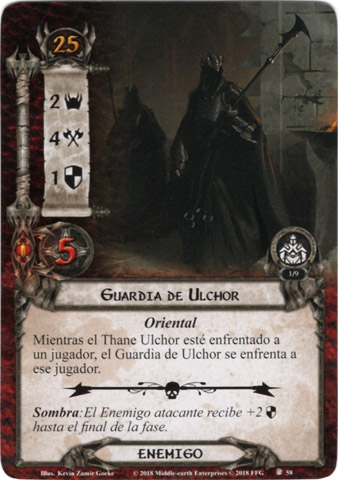 25
2
4
1
5
1/9
Guardia de Ulchor
Oriental
Mientras el Thane Ulchor esté enfrentado a
un jugador, el Guardia de Ulchor se enfrenta a
ese jugador.
Sombra: El Enemigo atacante recibe +2
hasta el final de la fase.
ENEMIGO
Illus. Kevin Zamir Goeke © 2018 Middle-earth Enterprises © 2018 FFG 58